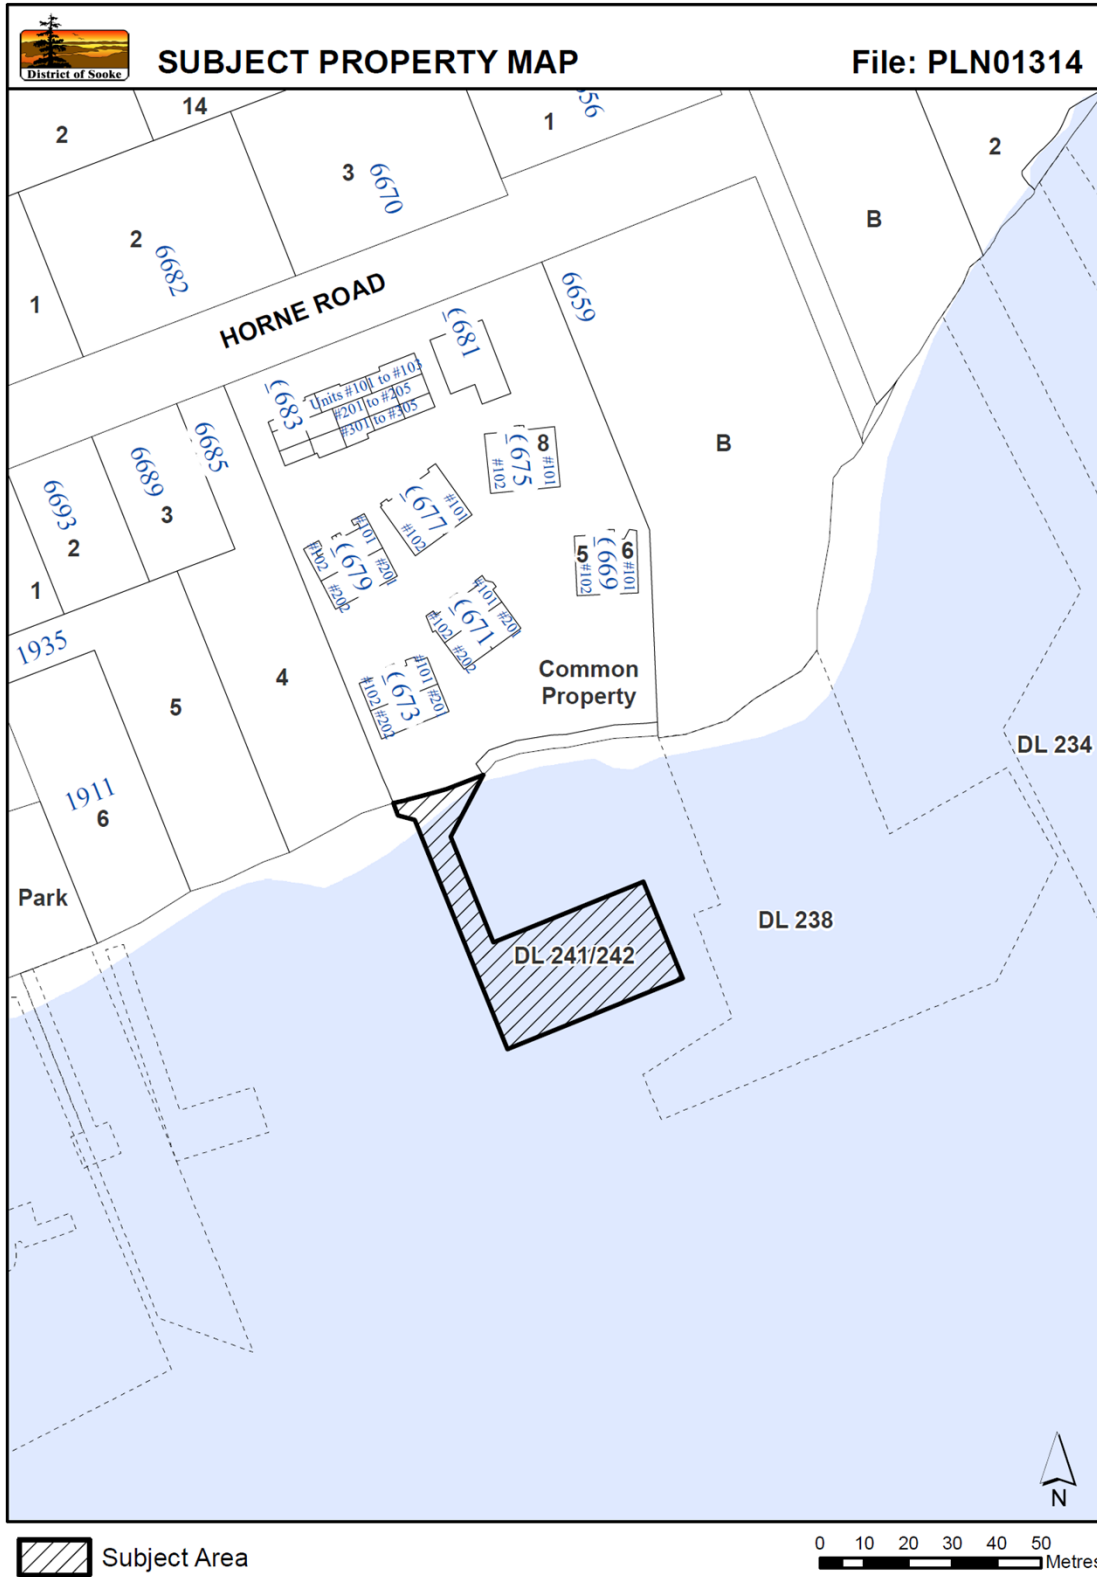 District of Sooke
SUBJECT PROPERTY MAP
File: PLN01314
2
14
3
6670
1
B
2
2
6682
1
HORNE ROAD
6659
6681
6683
Units #101 to #103
#201 to #205
#301 to #305
6685
6689
3
6693
2
1
8
6675
#102
#101
B
6677
#101
#102
#101
6679
#102
#201
#202
5
6
6669
#102
#101
#101
6671
#102
#201
#202
1935
5
4
Common
Property
#101
#102
6673
#201
#202
1911
6
DL 234
Park
DL 238
DL 241/242
N
Subject Area
0 10 20 30 40 50
Metres